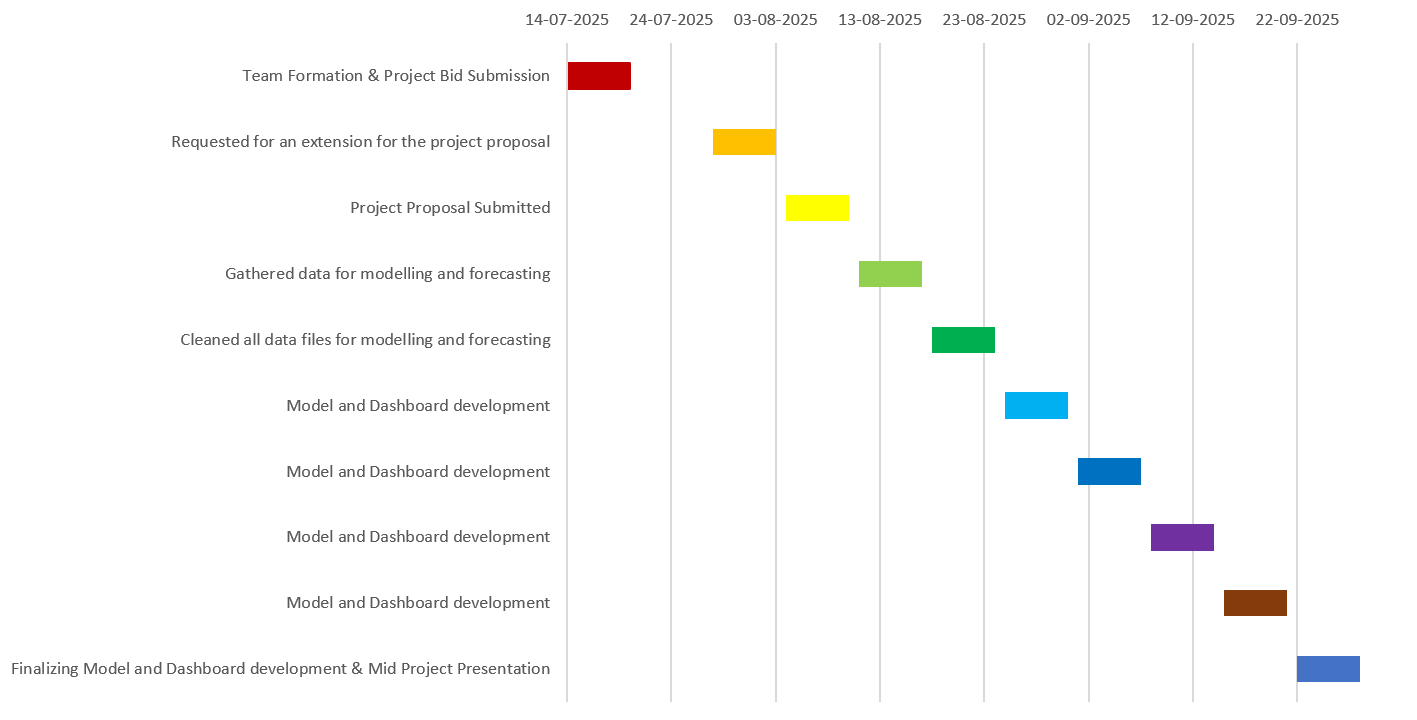 14-07-2025 24-07-2025 03-08-2025 13-08-2025 23-08-2025 02-09-2025 12-09-2025 22-09-2025
Team Formation & Project Bid Submission
Requested for an extension for the project proposal
Project Proposal Submitted
Gathered data for modelling and forecasting
Cleaned all data files for modelling and forecasting
Model and Dashboard development
Model and Dashboard development
Model and Dashboard development
Model and Dashboard development
Finalizing Model and Dashboard development & Mid Project Presentation